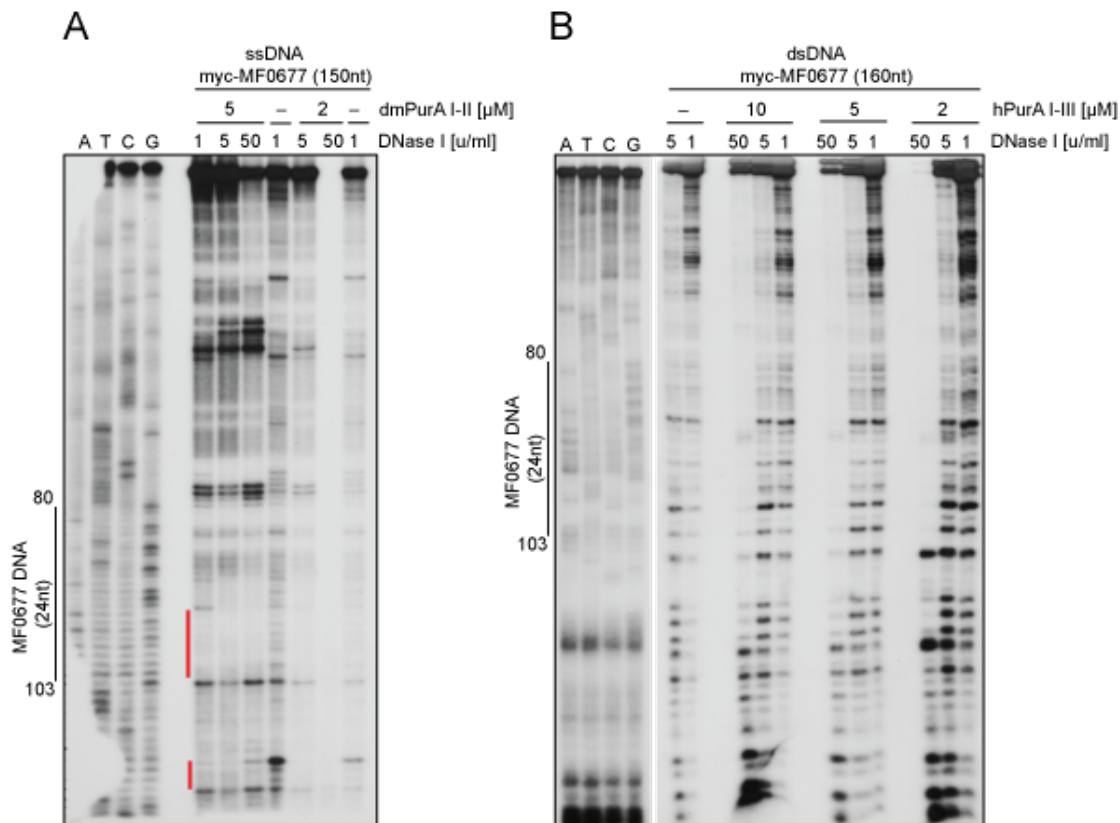 A
ssDNA
myc-MF0677 (150nt)
5 – 2 – dmPurA I-II [µM]
A T C G 1 5 50 1 5 50 1 DNase I [u/ml]
80
MF0677 DNA
(24nt)
103
B
dsDNA
myc-MF0677 (160nt)
– 10 5 2 hPurA I-III [µM]
A T C G 5 1 50 5 1 50 5 1 50 5 1 DNase I [u/ml]
80
MF0677 DNA
(24nt)
103